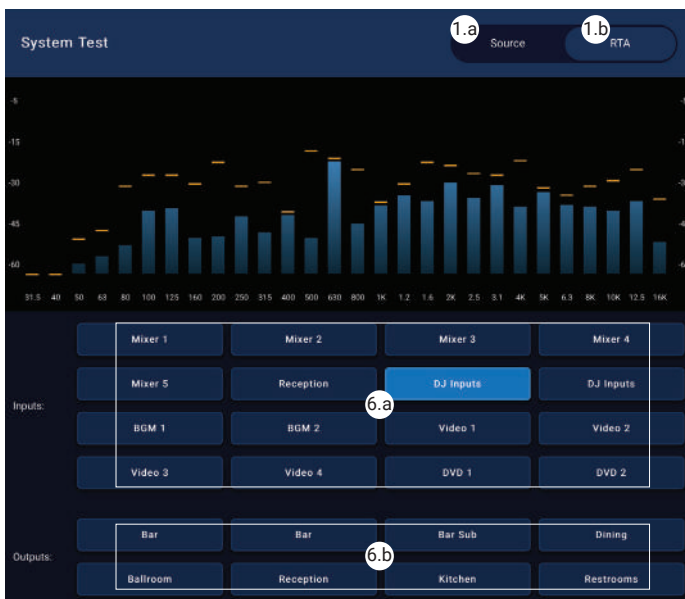 1.a 1.b
System Test Source RTA
-5
-15 -1
-30 -3
-45 -4
-60 -6
31.5 40 50 63 80 100 125 160 200 250 315 400 500 630 800 1K 1.2 1.6 2K 2.5 3.1 4K 5K 6.3 8K 10K 12.5 16K
Mixer 1 Mixer 2 Mixer 3 Mixer 4
Mixer 5 Reception DJ Inputs DJ Inputs
Inputs: 6.a
BGM 1 BGM 2 Video 1 Video 2
Video 3 Video 4 DVD 1 DVD 2
Bar Bar Bar Sub Dining
Outputs: 6.b
Ballroom Reception Kitchen Restrooms